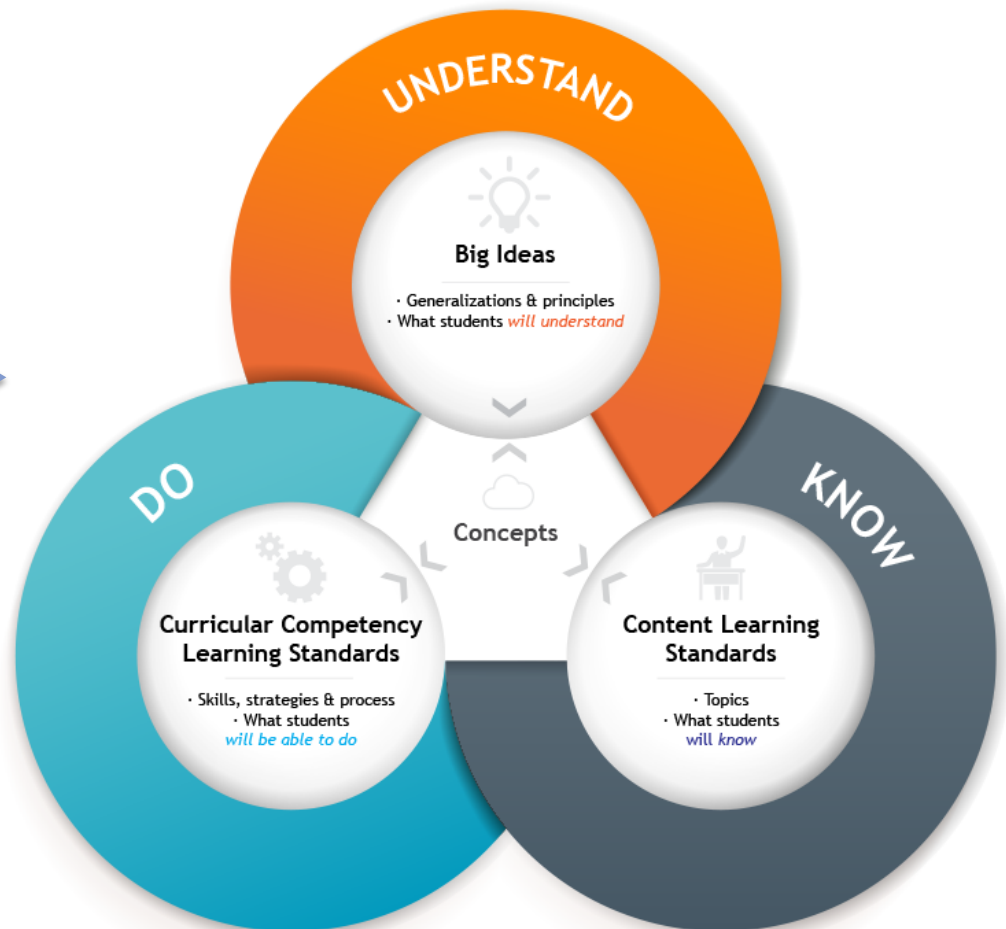 UNDERSTAND
Big Ideas
· Generalizations & principles
· What students will understand
Concepts
DO
Curricular Competency
Learning Standards
· Skills, strategies & process
· What students
will be able to do
KNOW
Content Learning
Standards
· Topics
· What students
will know